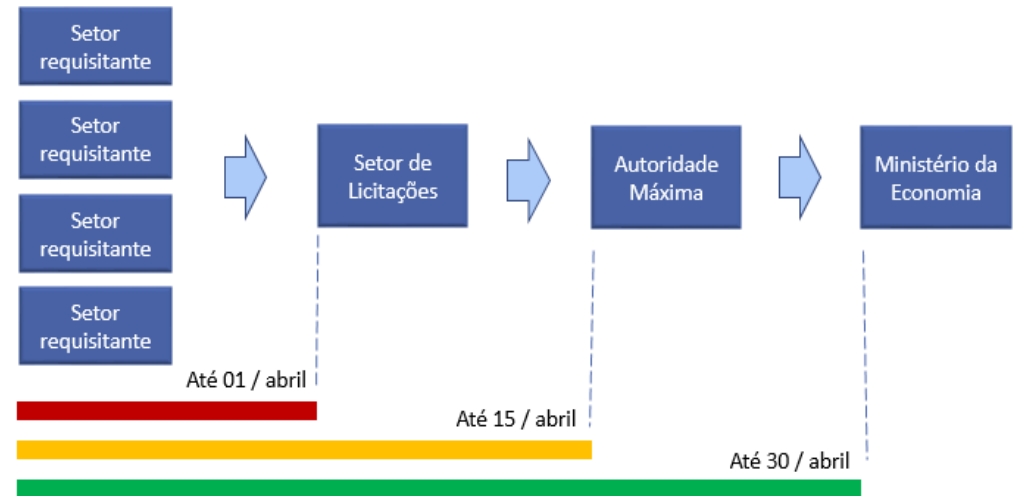 Setor
requisitante
Setor
requisitante
Setor
requisitante
Setor
requisitante
Setor de
Licitações
Autoridade
Máxima
Ministério da
Economia
Até 01 / abril
Até 15 / abril
Até 30 / abril